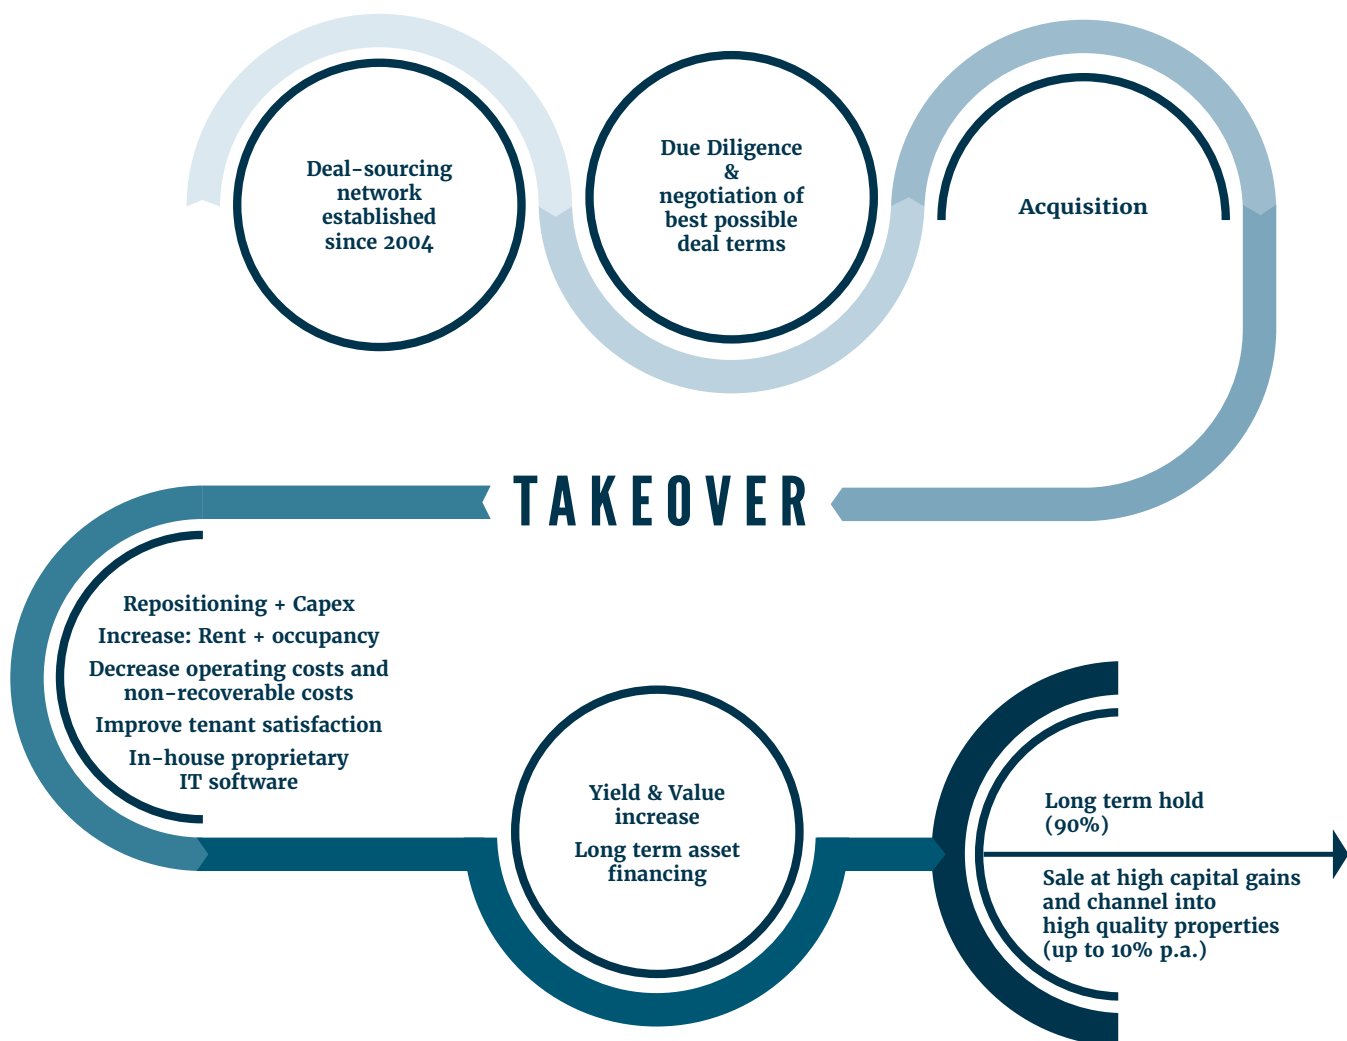 Deal-sourcing
network
established
since 2004
Due Diligence
&
negotiation of
best possible
deal terms
Acquisition
TAKEOVER
Repositioning + Capex
Increase: Rent + occupancy
Decrease operating costs and
non-recoverable costs
Improve tenant satisfaction
In-house proprietary
IT software
Yield & Value
increase
Long term asset
financing
Long term hold
(90%)
Sale at high capital gains
and channel into
high quality properties
(up to 10% p.a.)